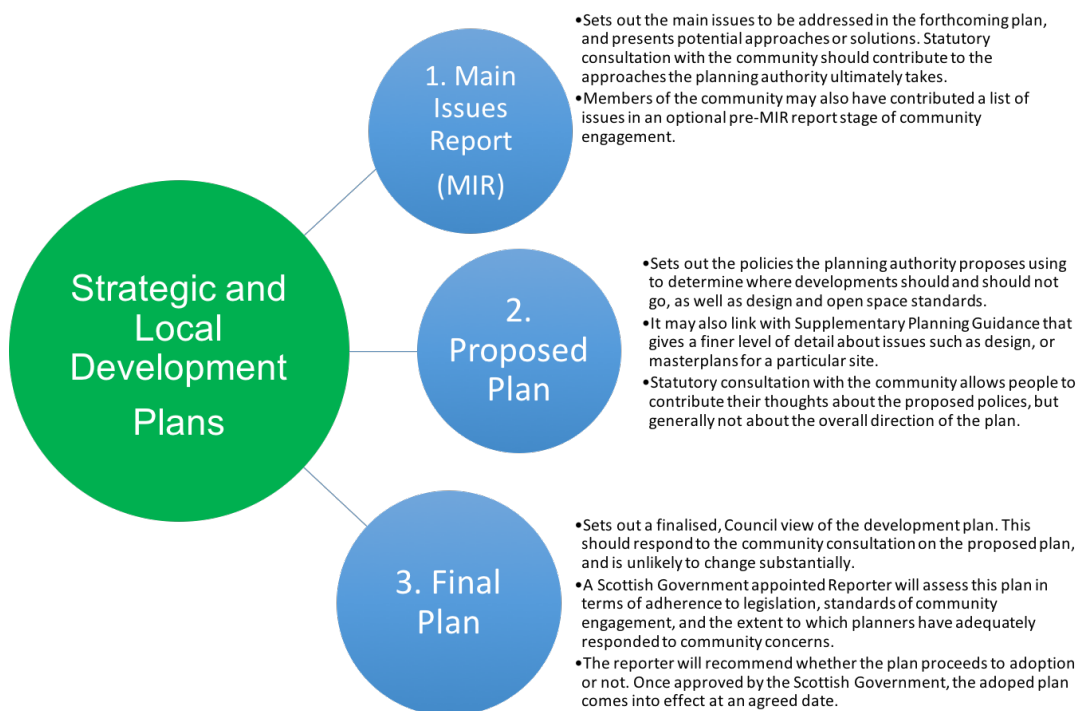 Strategic and
Local
Development
Plans
1. Main
Issues
Report
(MIR)
•Sets out the main issues to be addressed in the forthcoming plan,
and presents potential approaches or solutions. Statutory
consultation with the community should contribute to the
approaches the planning authority ultimately takes.
•Members of the community may also have contributed a list of
issues in an optional pre-MIR report stage of community
engagement.
2.
Proposed
Plan
•Sets out the policies the planning authority proposes using
to determine where developments should and should not
go, as well as design and open space standards.
•It may also link with Supplementary Planning Guidance that
gives a finer level of detail about issues such as design, or
masterplans for a particular site.
•Statutory consultation with the community allows people to
contribute their thoughts about the proposed polices, but
generally not about the overall direction of the plan.
3. Final
Plan
•Sets out a finalised, Council view of the development plan. This
should respond to the community consultation on the proposed plan,
and is unlikely to change substantially.
•A Scottish Government appointed Reporter will assess this plan in
terms of adherence to legislation, standards of community
engagement, and the extent to which planners have adequately
responded to community concerns.
•The reporter will recommend whether the plan proceeds to adoption
or not. Once approved by the Scottish Government, the adoped plan
comes into effect at an agreed date.